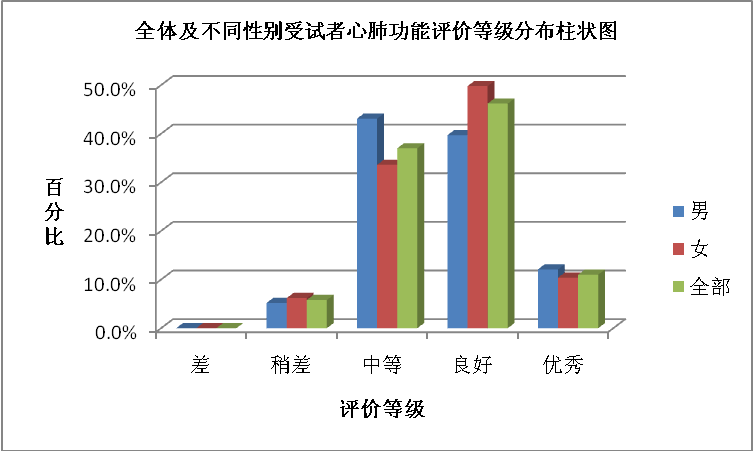 全体及不同性别受试者心肺功能评价等级分布柱状图
50.0%
40.0%
30.0%
20.0%
10.0%
0.0%
百分比
差 稍差 中等 良好 优秀
评价等级
男
女
全部